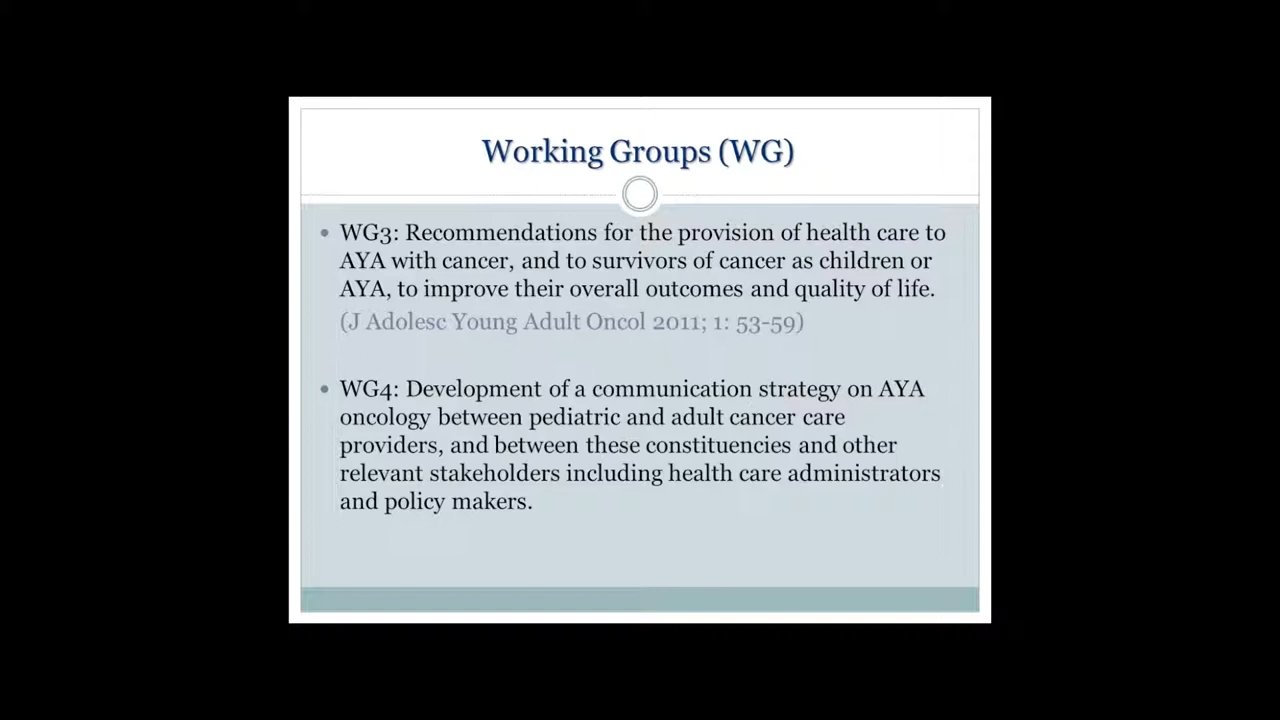 Working Groups (WG)
• WG3: Recommendations for the provision of health care to
AYA with cancer, and to survivors of cancer as children or
AYA, to improve their overall outcomes and quality of life.
(J Adolesc Young Adult Oncol 2011; 1: 53-59)
• WG4: Development of a communication strategy on AYA
oncology between pediatric and adult cancer care
providers, and between these constituencies and other
relevant stakeholders including health care administrators
and policy makers.